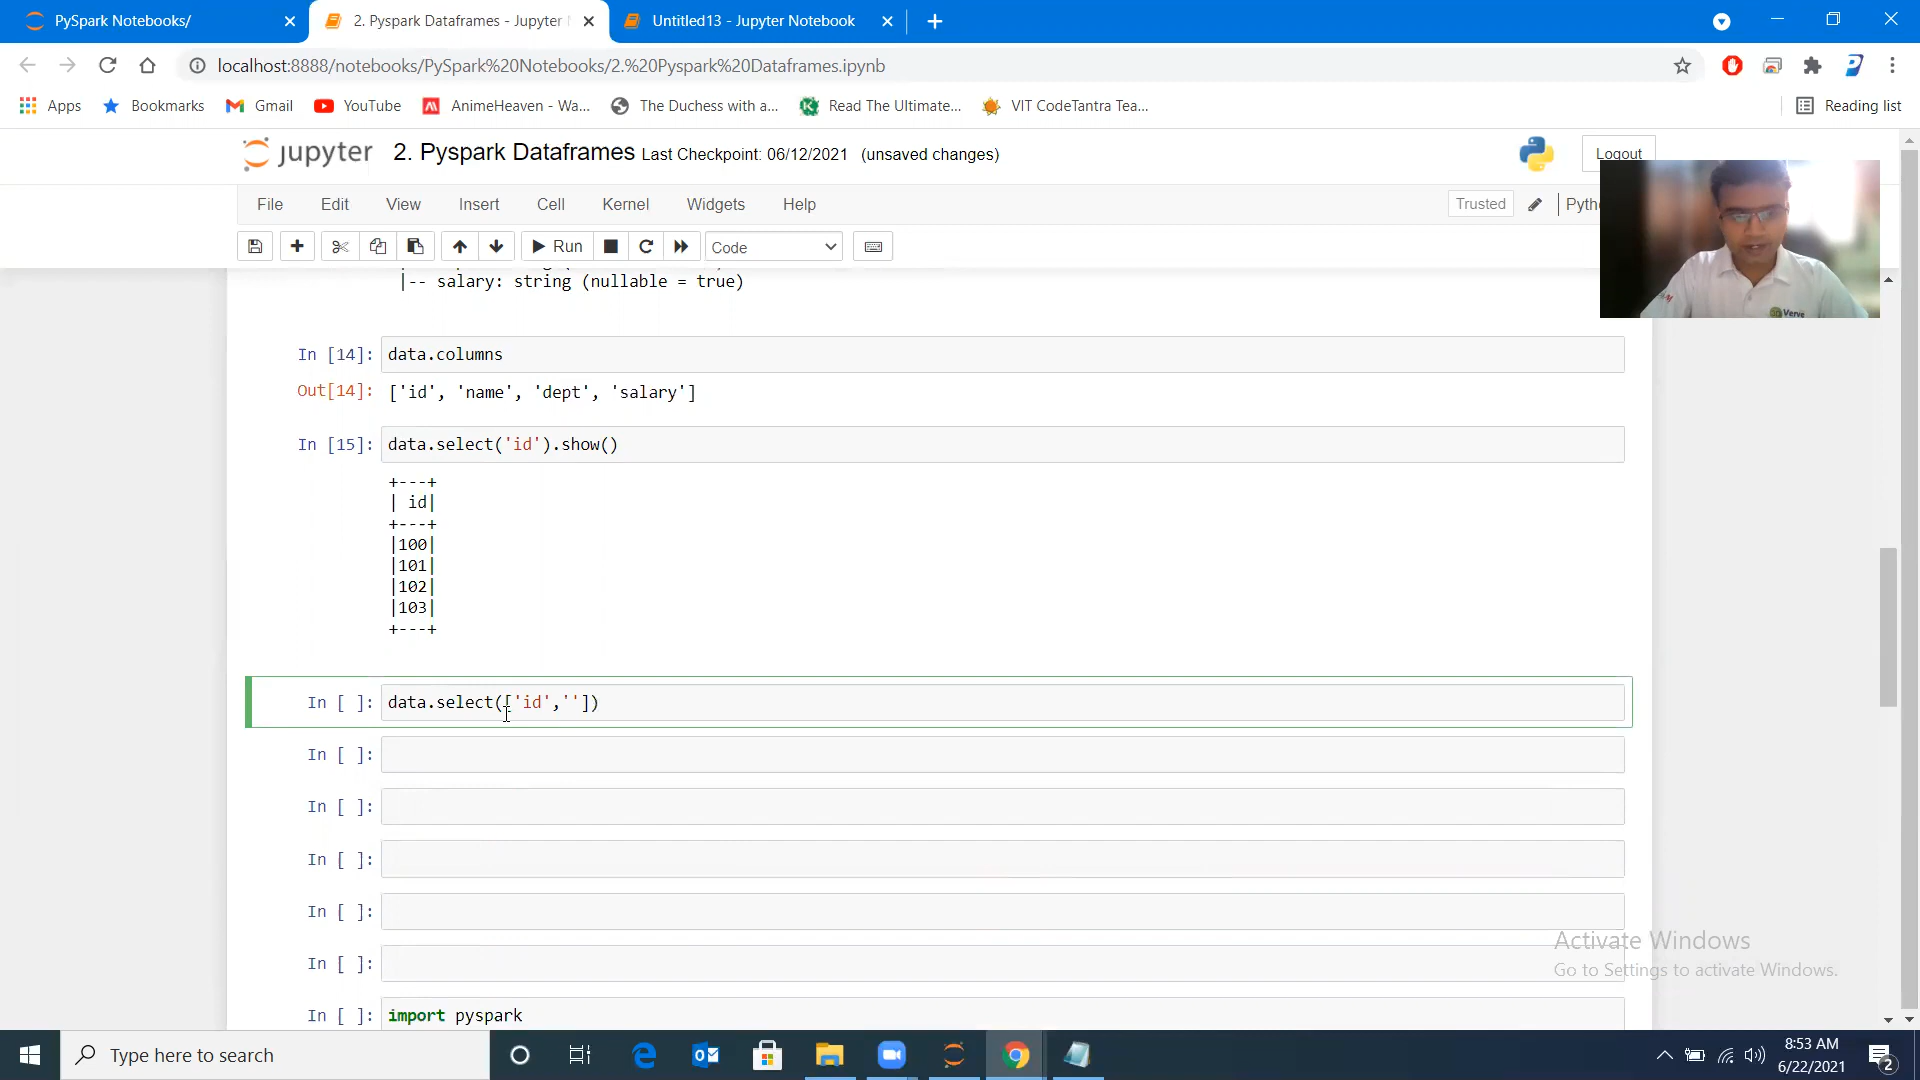 PySpark Notebooks/
2. Pyspark Dataframes - Jupyter
Untitled13 - Jupyter Notebook
localhost:8888/notebooks/PySpark%20Notebooks/2.%20Pyspark%20Dataframes.ipynb
Apps Bookmarks Gmail YouTube AnimeHeaven - Wa... The Duchess with a... Read The Ultimate... VIT CodeTantra Tea... Reading list
jupyter 2. Pyspark Dataframes Last Checkpoint: 06/12/2021 (unsaved changes)
Logout
File Edit View Insert Cell Kernel Widgets Help Trusted
Run Code
|-- salary: string (nullable = true)
In [14]: data.columns
Out[14]: ['id', 'name', 'dept', 'salary']
In [15]: data.select('id').show()
+---+
| id|
+---+
|100|
|101|
|102|
|103|
+---+
In [ ]: data.select(['id',''])
In [ ]:
In [ ]:
In [ ]:
In [ ]:
In [ ]:
In [ ]: import pyspark
Activate Windows
Go to Settings to activate Windows.
Type here to search
8:53 AM
6/22/2021
2